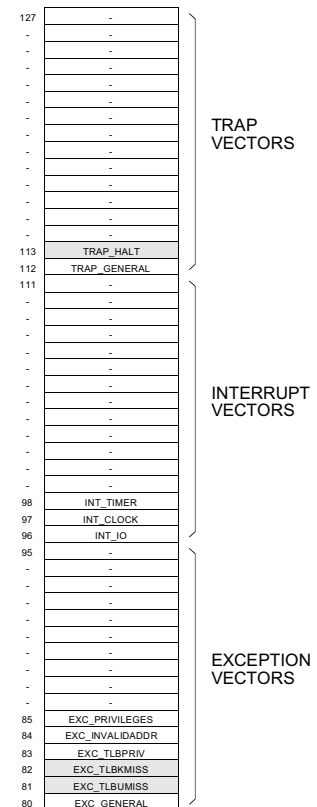 127 -
- -
- -
- -
- -
- -
- -
- -
- -
- -
- -
- -
- -
- -
113 TRAP_HALT
112 TRAP_GENERAL
TRAP
VECTORS
111 -
- -
- -
- -
- -
- -
- -
- -
- -
- -
- -
- -
- -
98 INT_TIMER
97 INT_CLOCK
96 INT_IO
INTERRUPT
VECTORS
95 -
- -
- -
- -
- -
- -
- -
- -
- -
- -
85 EXC_PRIVILEGES
84 EXC_INVALIDADDR
83 EXC_TLBPRIV
82 EXC_TLBKMISS
81 EXC_TLBUMISS
80 EXC_GENERAL
EXCEPTION
VECTORS